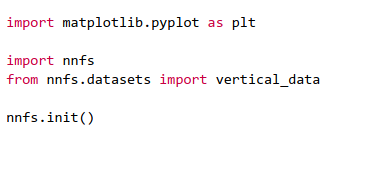 import matplotlib.pyplot as plt
import nnfs
from nnfs.datasets import vertical_data
nnfs.init()